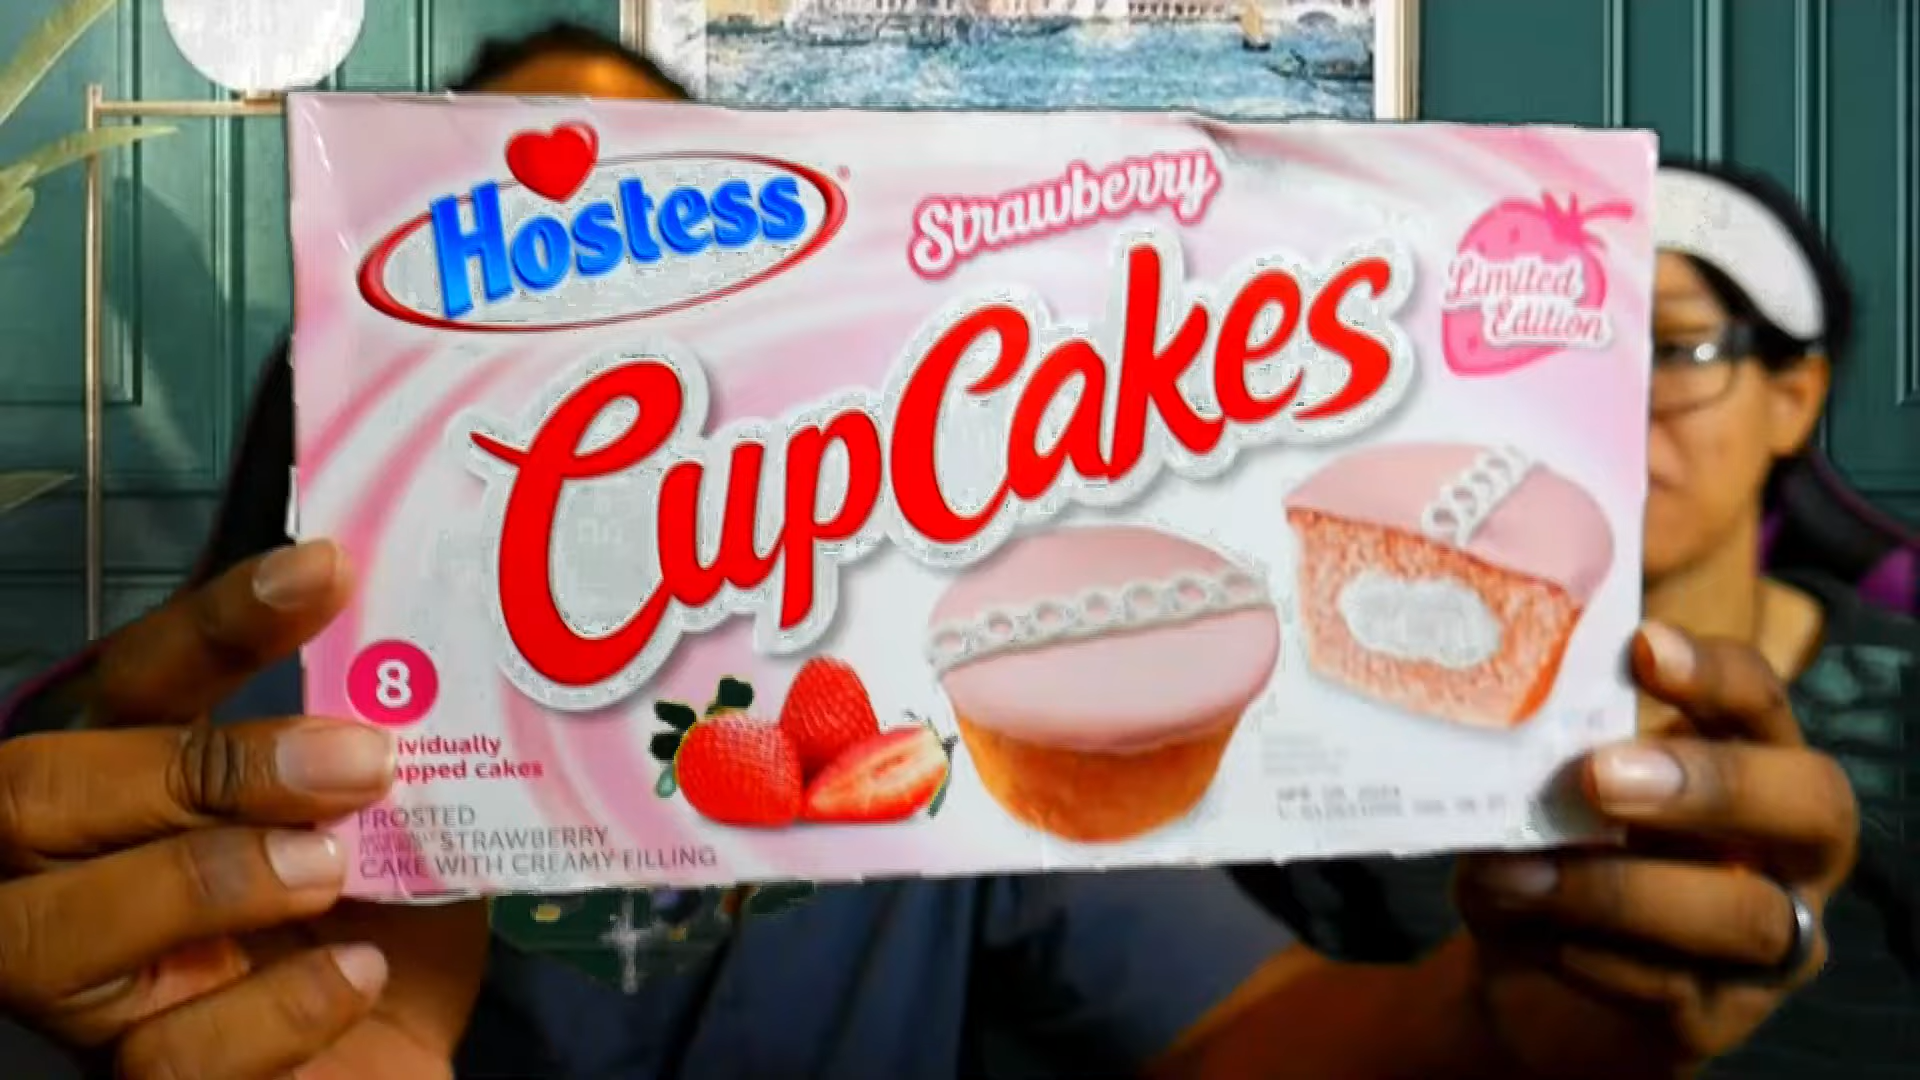 Hostess
Strawberry
CupCakes
Limited
Edition
8
ividually
apped cakes
FROSTED
STRAWBERRY
CAKE WITH CREAMY FILLING